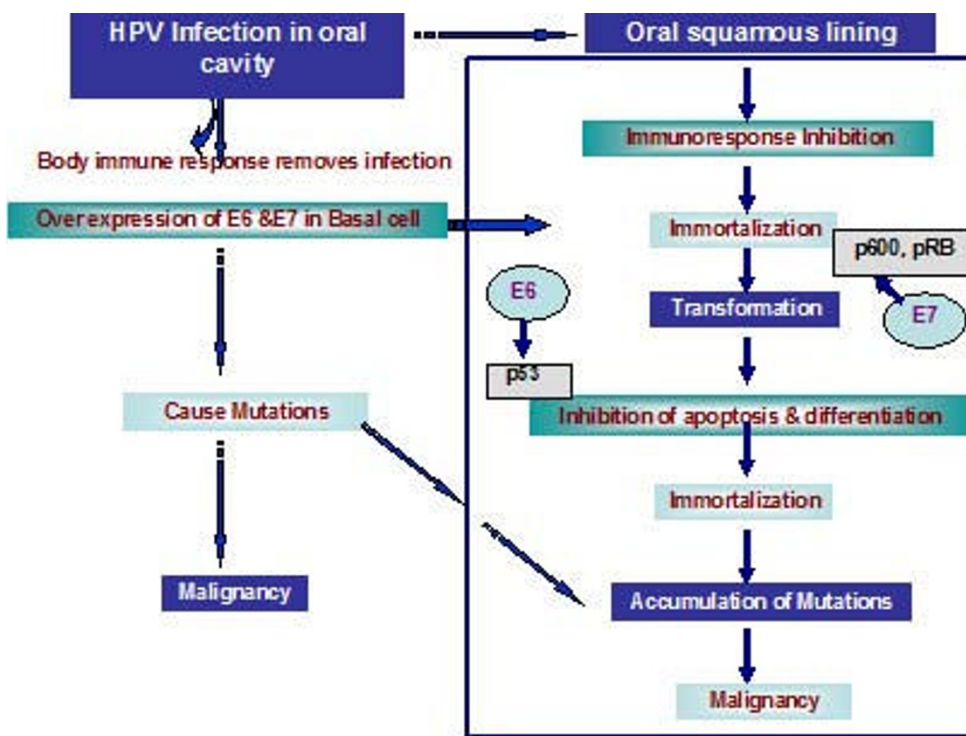 HPV Infection in oral
cavity
Oral squamous lining
Body immune response removes infection
Overexpression of E6 &E7 in Basal cell
Cause Mutations
Malignancy
Immunoresponse Inhibition
Immortalization
p600, pRB
E6
Transformation
E7
p53
Inhibition of apoptosis & differentiation
Immortalization
Accumulation of Mutations
Malignancy